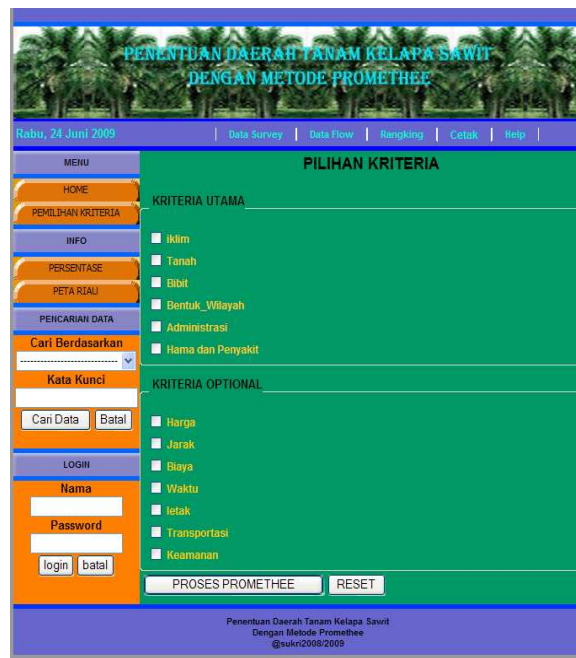 PENENTUAN DAERAH TANAM KELAPA SAWIT
DENGAN METODE PROMETHEE
Rabu, 24 Juni 2009
| Data Survey | Data Flow | Rangking | Cetak | Help |
MENU
HOME
PEMILIHAN KRITERIA
INFO
PERSENTASE
PETA RIAU
PENCARIAN DATA
Cari Berdasarkan
----------------------------
Kata Kunci
Cari Data Batal
LOGIN
Nama
Password
login batal
PILIHAN KRITERIA
KRITERIA UTAMA
iklim
Tanah
Bibit
Bentuk_Wilayah
Administrasi
Hama dan Penyakit
KRITERIA OPTIONAL
Harga
Jarak
Biaya
Waktu
letak
Transportasi
Keamanan
PROSES PROMETHEE RESET
Penentuan Daerah Tanam Kelapa Sawit
Dengan Metode Promethee
@sukri2008/2009